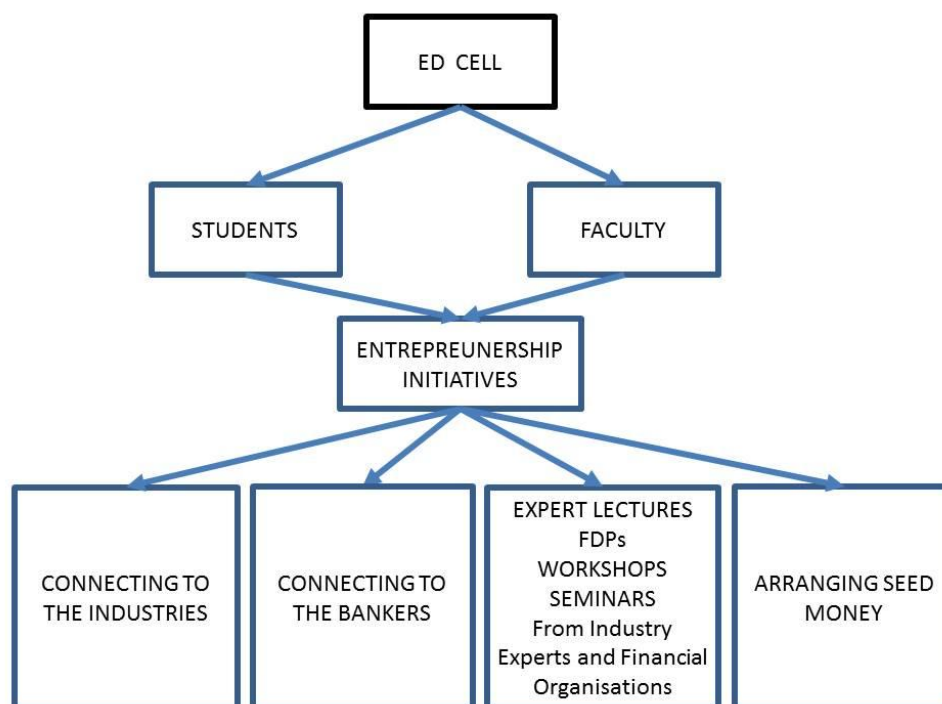 ED CELL
STUDENTS
FACULTY
ENTREPREUNERSHIP
INITIATIVES
CONNECTING TO
THE INDUSTRIES
CONNECTING TO
THE BANKERS
EXPERT LECTURES
FDPs
WORKSHOPS
SEMINARS
From Industry
Experts and Financial
Organisations
ARRANGING SEED
MONEY